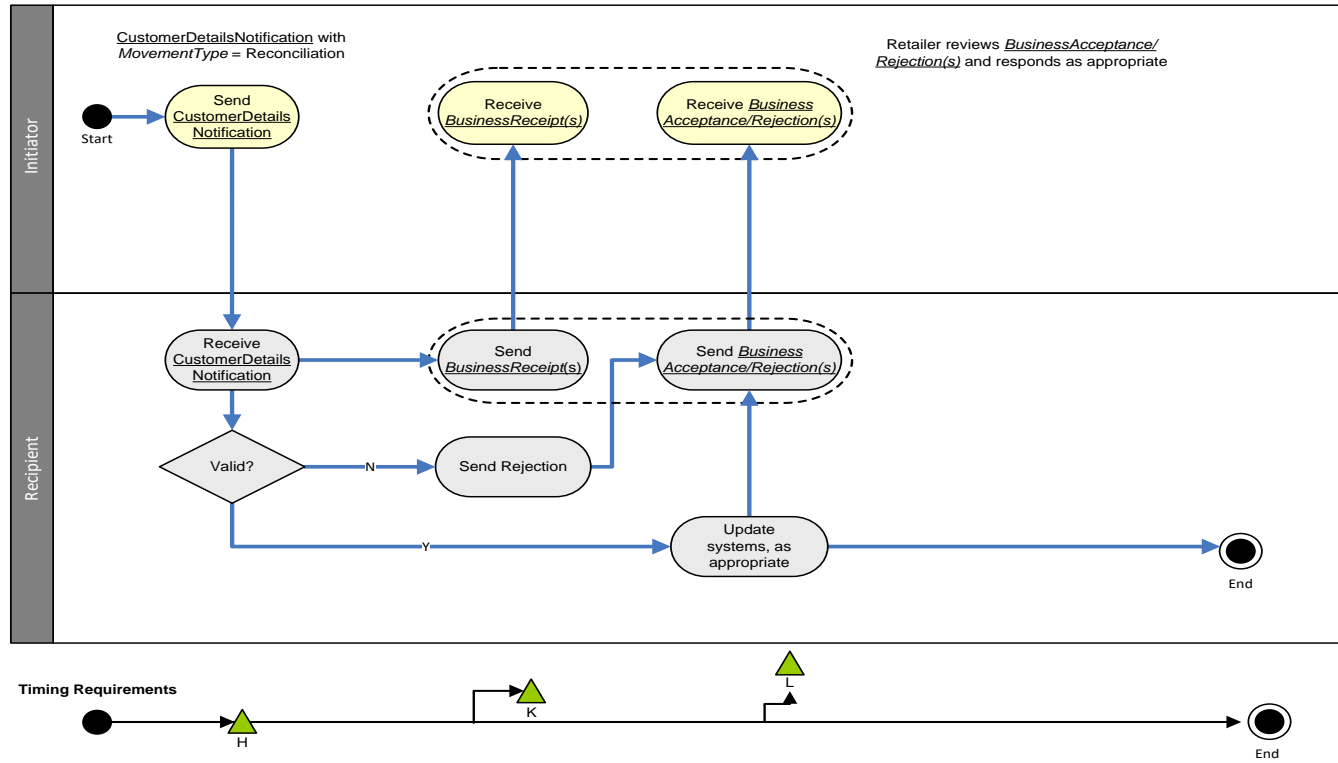 CustomerDetailsNotification with
MovementType = Reconciliation
Retailer reviews BusinessAcceptance/
Rejection(s) and responds as appropriate
Initiator
Start
Send
CustomerDetails
Notification
Receive
BusinessReceipt(s)
Receive Business
Acceptance/Rejection(s)
Recipient
Receive
CustomerDetails
Notification
Send
BusinessReceipt(s)
Send Business
Acceptance/Rejection(s)
Valid?
N
Send Rejection
Y
Update
systems, as
appropriate
End
Timing Requirements
H
K
L
End